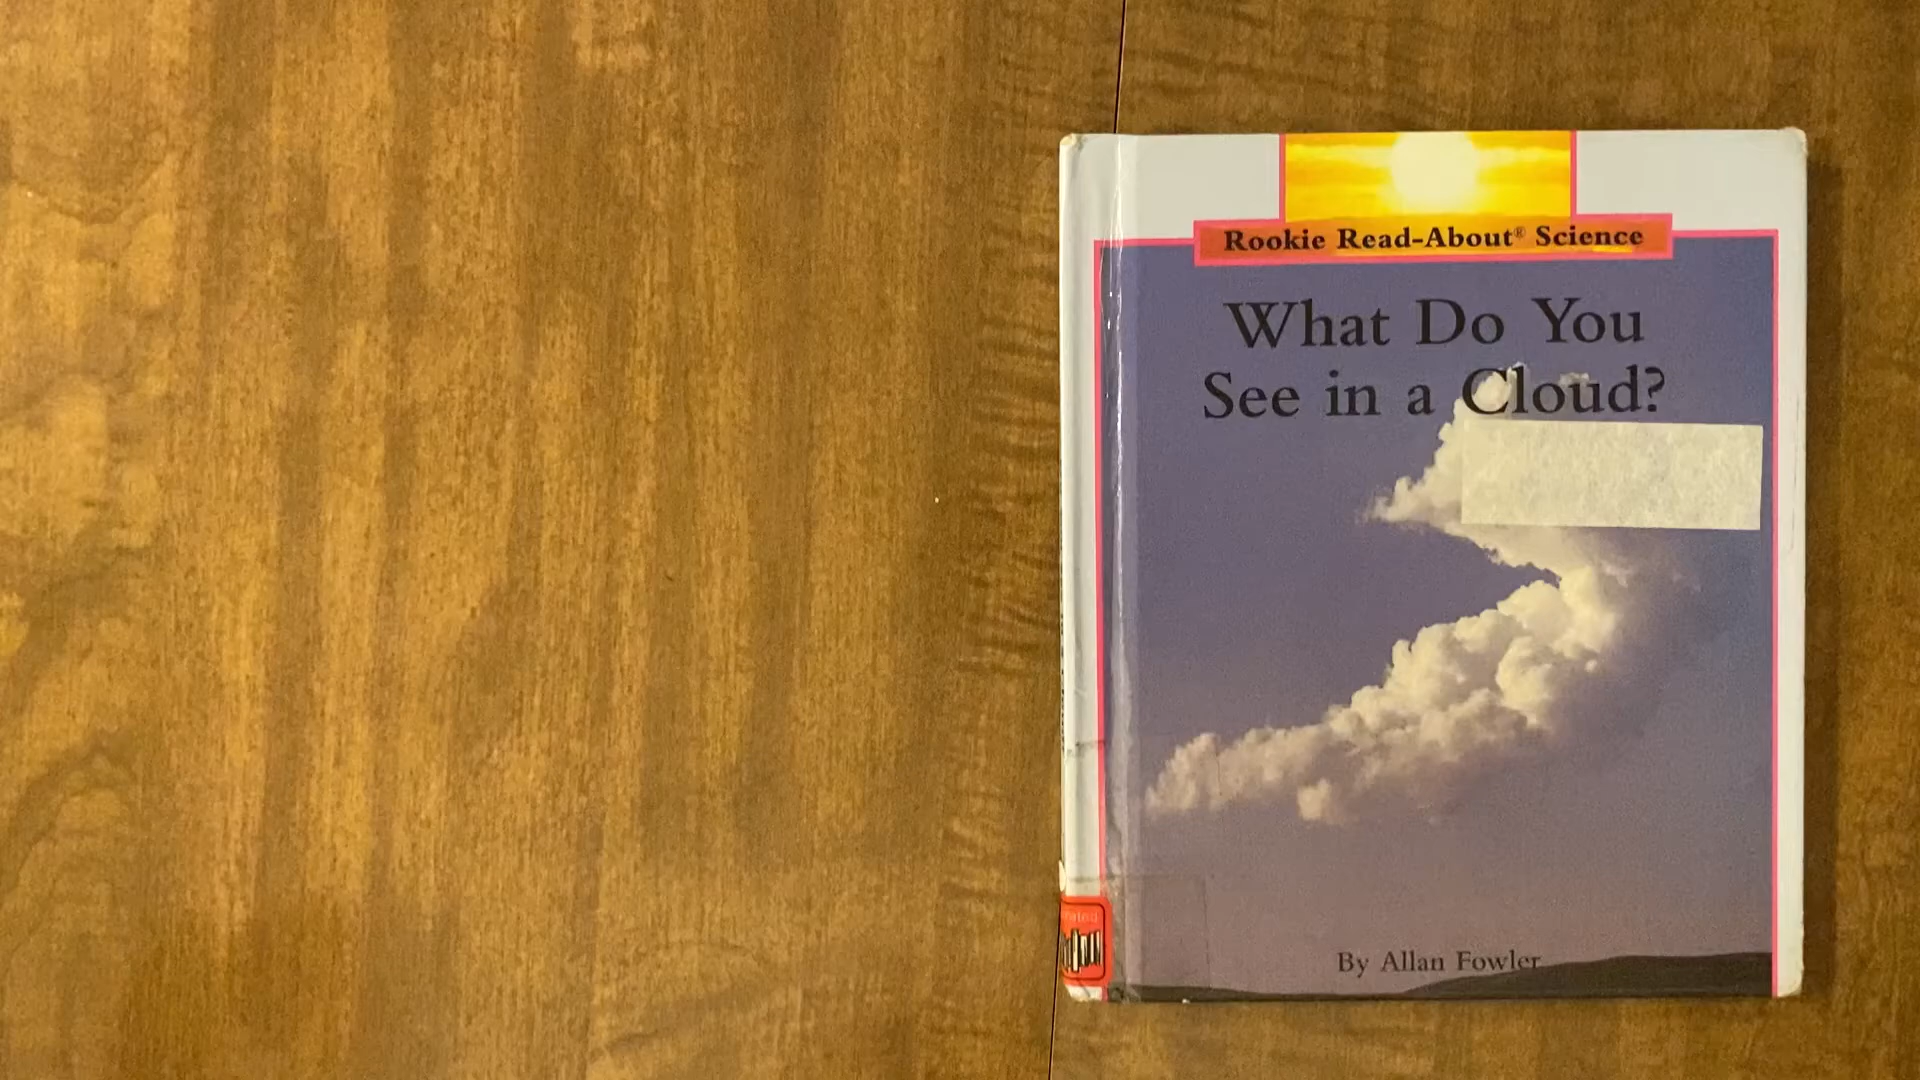 Rookie Read-About® Science
What Do You
See in a Cloud?
By Allan Fowler